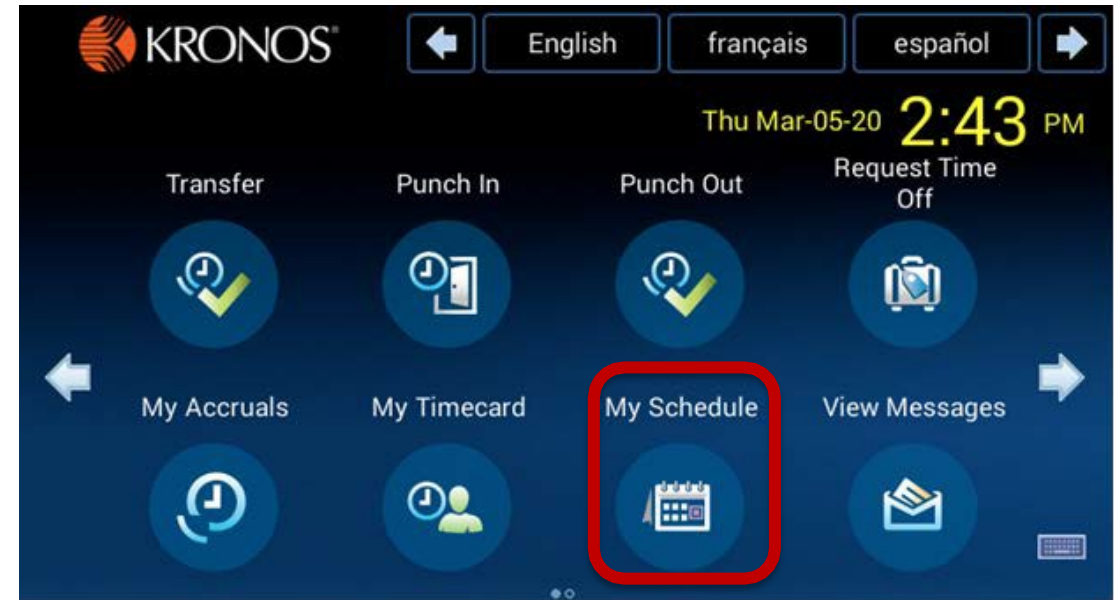 KRONOS®
English français español
Thu Mar-05-20 2:43 PM
Transfer Punch In Punch Out Request Time
Off
My Accruals My Timecard My Schedule View Messages